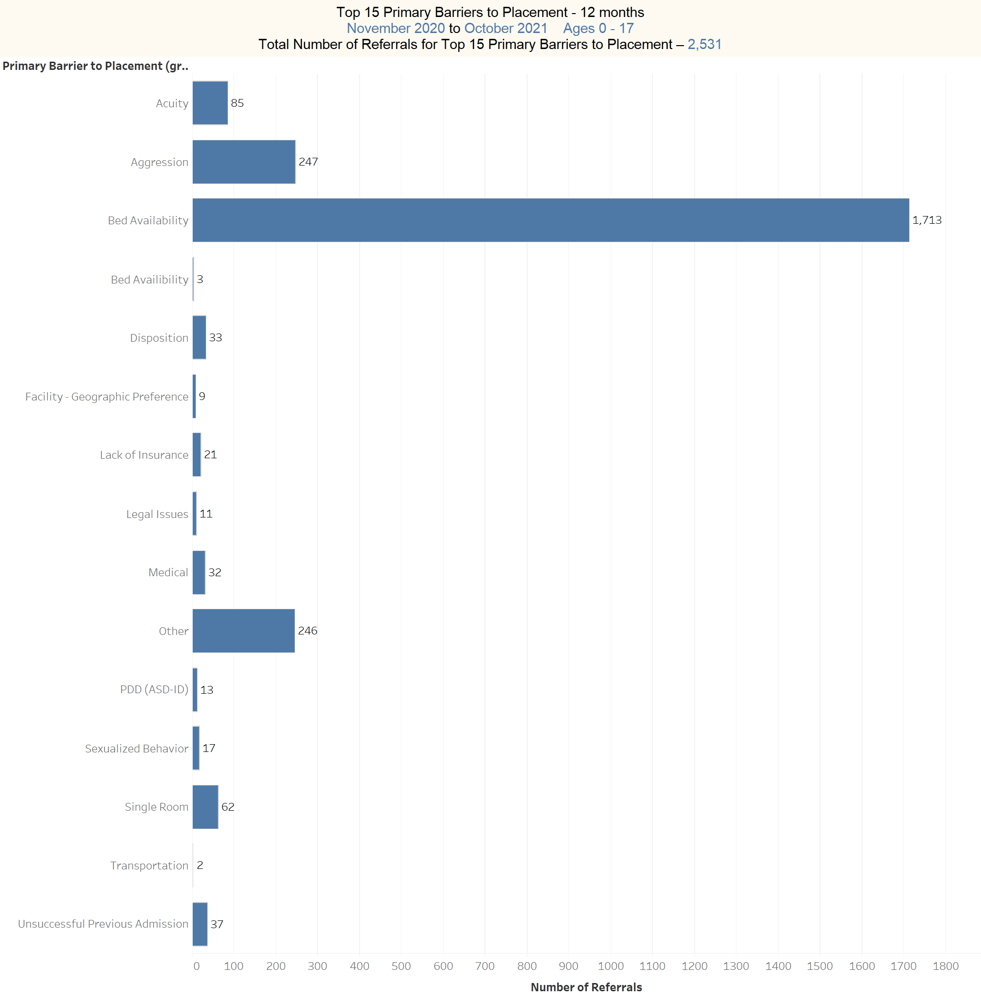 Top 15 Primary Barriers to Placement - 12 months
November 2020 to October 2021 Ages 0 - 17
Total Number of Referrals for Top 15 Primary Barriers to Placement – 2,531
Primary Barrier to Placement (gr..
Acuity 85
Aggression 247
Bed Availability 1,713
Bed Availibility 3
Disposition 33
Facility - Geographic Preference 9
Lack of Insurance 21
Legal Issues 11
Medical 32
Other 246
PDD (ASD-ID) 13
Sexualized Behavior 17
Single Room 62
Transportation 2
Unsuccessful Previous Admission 37
0 100 200 300 400 500 600 700 800 900 1000 1100 1200 1300 1400 1500 1600 1700 1800
Number of Referrals